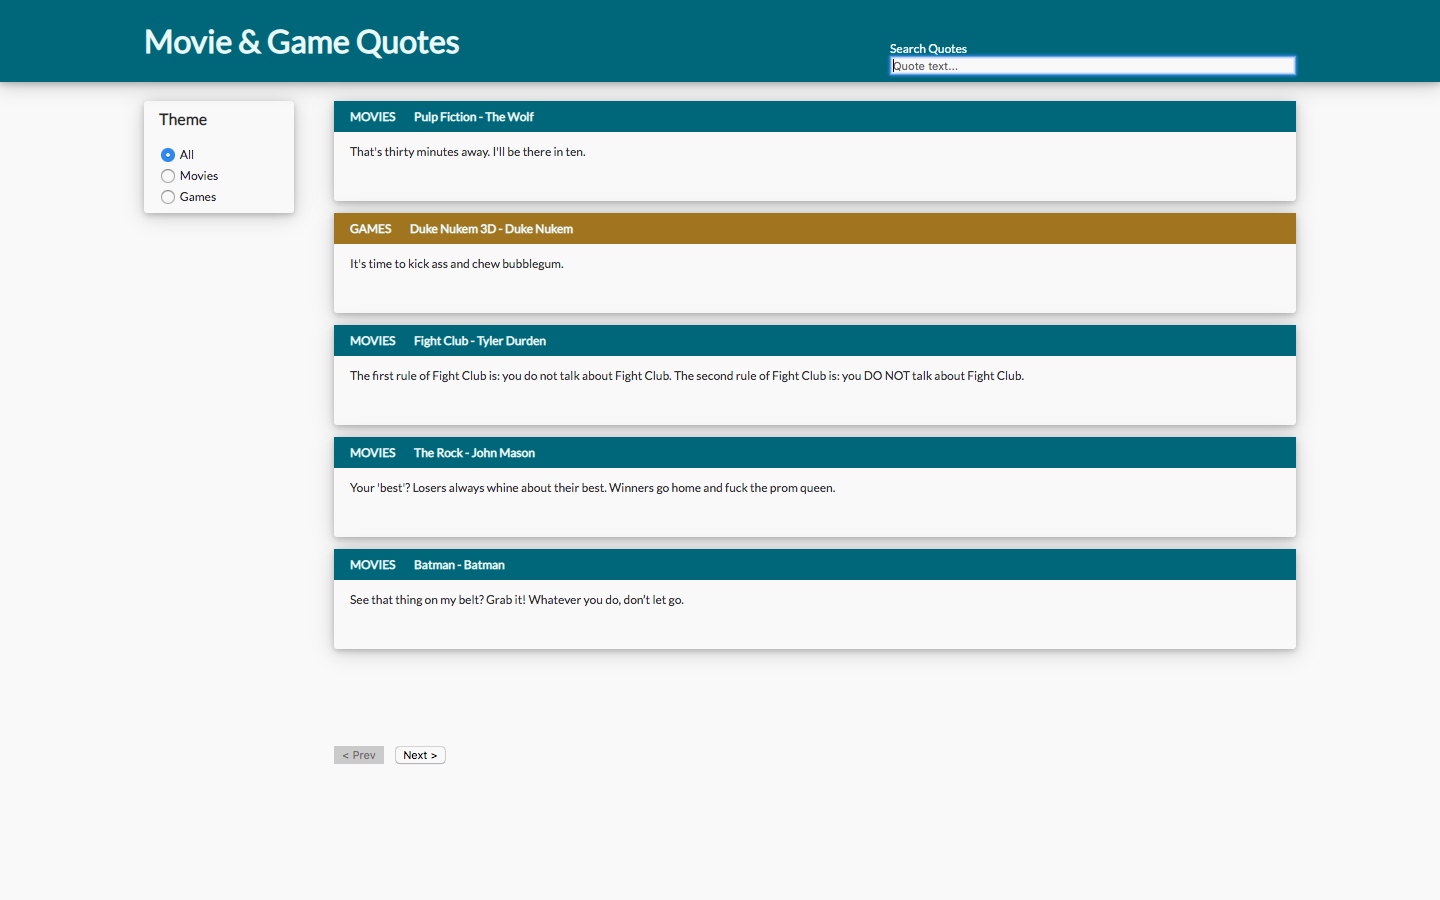 Movie & Game Quotes
Search Quotes
Quote text...
Theme
All
Movies
Games
MOVIES Pulp Fiction - The Wolf
That's thirty minutes away. I'll be there in ten.
GAMES Duke Nukem 3D - Duke Nukem
It's time to kick ass and chew bubblegum.
MOVIES Fight Club - Tyler Durden
The first rule of Fight Club is: you do not talk about Fight Club. The second rule of Fight Club is: you DO NOT talk about Fight Club.
MOVIES The Rock - John Mason
Your 'best'? Losers always whine about their best. Winners go home and fuck the prom queen.
MOVIES Batman - Batman
See that thing on my belt? Grab it! Whatever you do, don't let go.
< Prev Next >